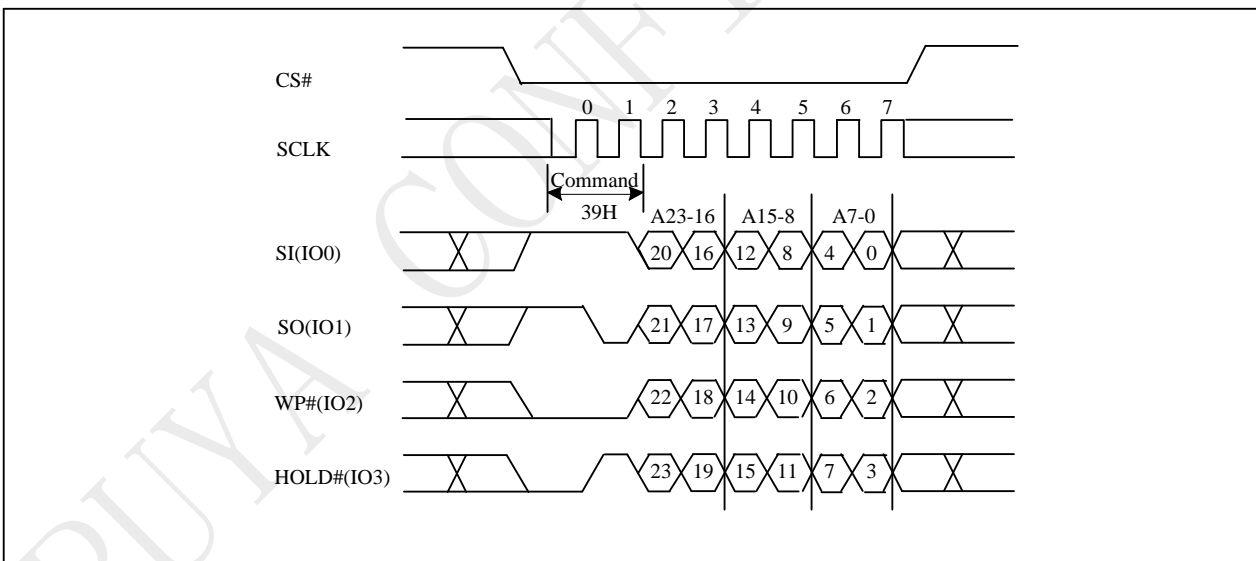 PUYA CONF
CS#
0 1 2 3 4 5 6 7
SCLK
Command
39H
A23-16 A15-8 A7-0
SI(IO0) 20 16 12 8 4 0
SO(IO1) 21 17 13 9 5 1
WP#(IO2) 22 18 14 10 6 2
HOLD#(IO3) 23 19 15 11 7 3